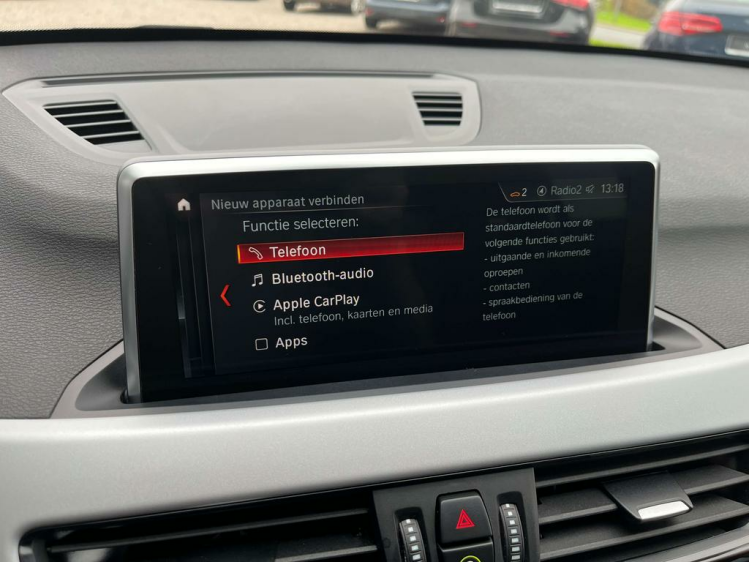 2 Radio2 13:18
Nieuw apparaat verbinden
Functie selecteren:
Telefoon
Bluetooth-audio
Apple CarPlay
Incl. telefoon, kaarten en media
Apps
De telefoon wordt als
standaardtelefoon voor de
volgende functies gebruikt:
- uitgaande en inkomende
oproepen
- contacten
- spraakbediening van de
telefoon